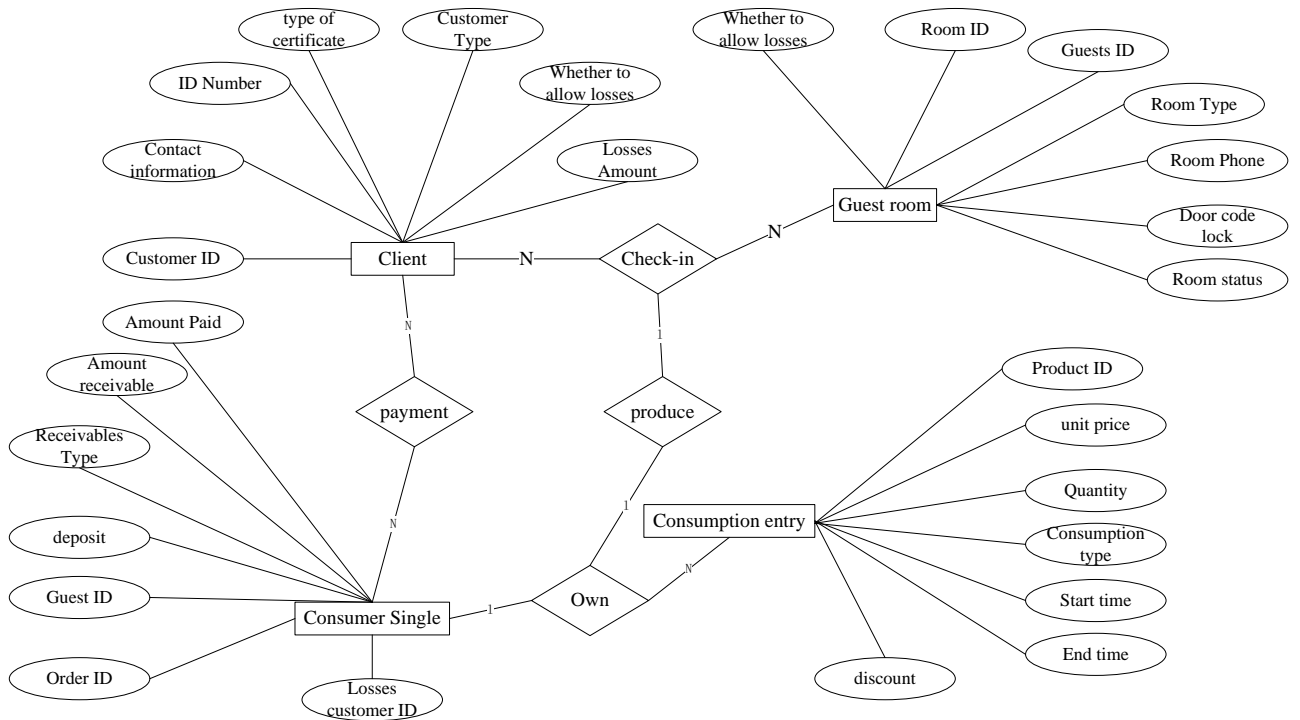 type of
certificate
Customer
Type
Whether to
allow losses
Room ID
Guests ID
ID Number
Whether to
allow losses
Room Type
Contact
information
Losses
Amount
Room Phone
Guest room
N
Door code
lock
Customer ID
Client
N
Check-in
Room status
Amount Paid
N
1
Amount
receivable
Product ID
payment
produce
unit price
Receivables
Type
Quantity
N
1
Consumption entry
deposit
Consumption
type
N
Guest ID
Own
Start time
Consumer Single
1
End time
Order ID
Losses
customer ID
discount